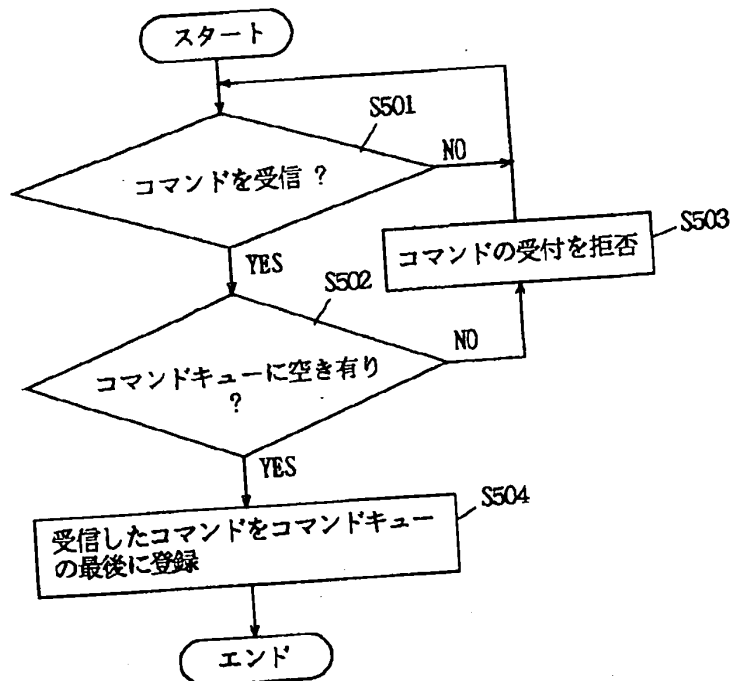 スタート
S501
コマンドを受信 ?
NO
YES
S503
コマンドの受付を拒否
S502
コマンドキューに空き有り
?
NO
YES
S504
受信したコマンドをコマンドキュー
の最後に登録
エンド